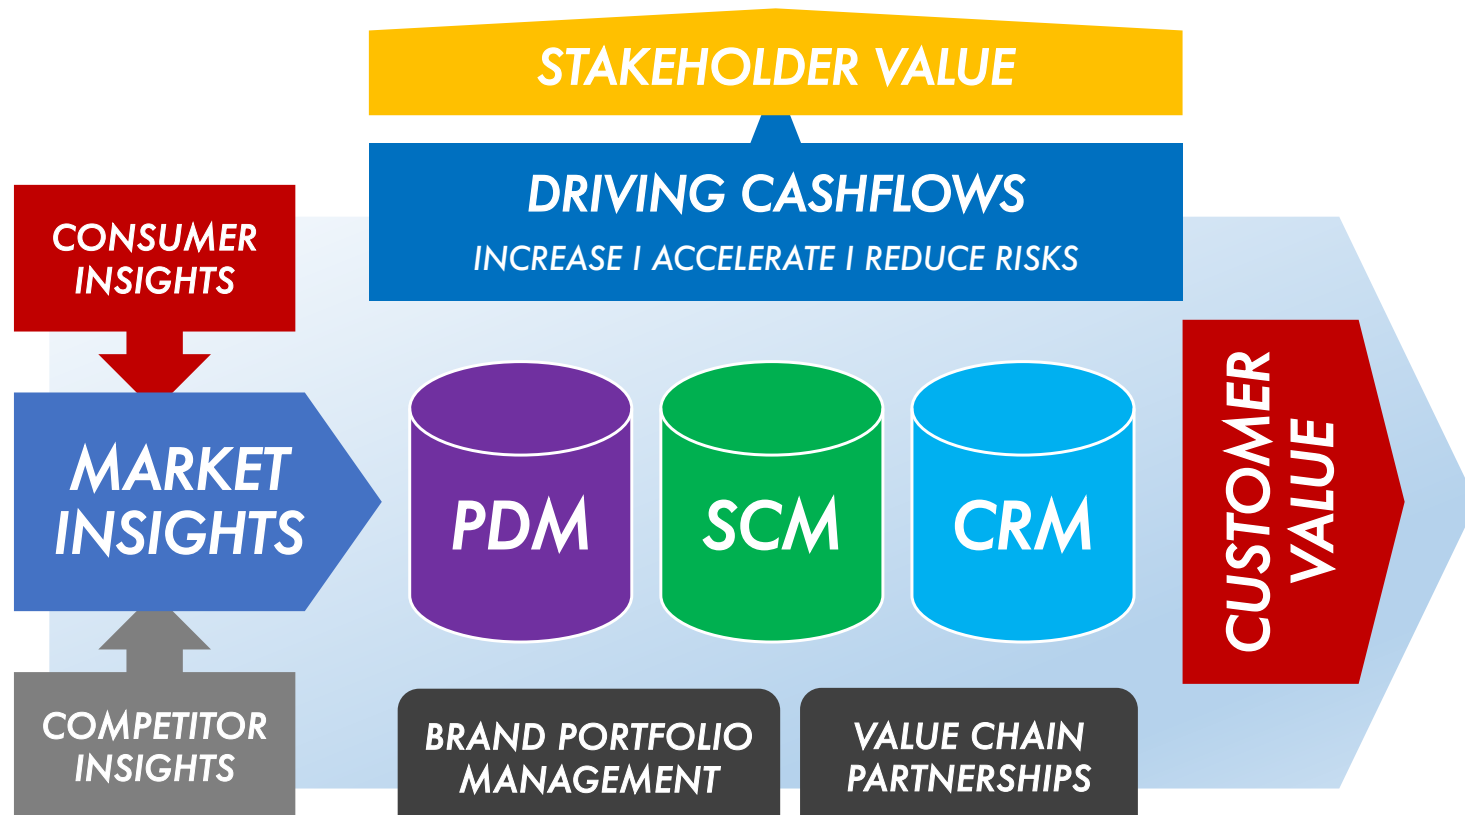 STAKEHOLDER VALUE
DRIVING CASHFLOWS
INCREASE I ACCELERATE I REDUCE RISKS
CONSUMER
INSIGHTS
MARKET
INSIGHTS
COMPETITOR
INSIGHTS
PDM
SCM
CRM
BRAND PORTFOLIO
MANAGEMENT
VALUE CHAIN
PARTNERSHIPS
CUSTOMER
VALUE